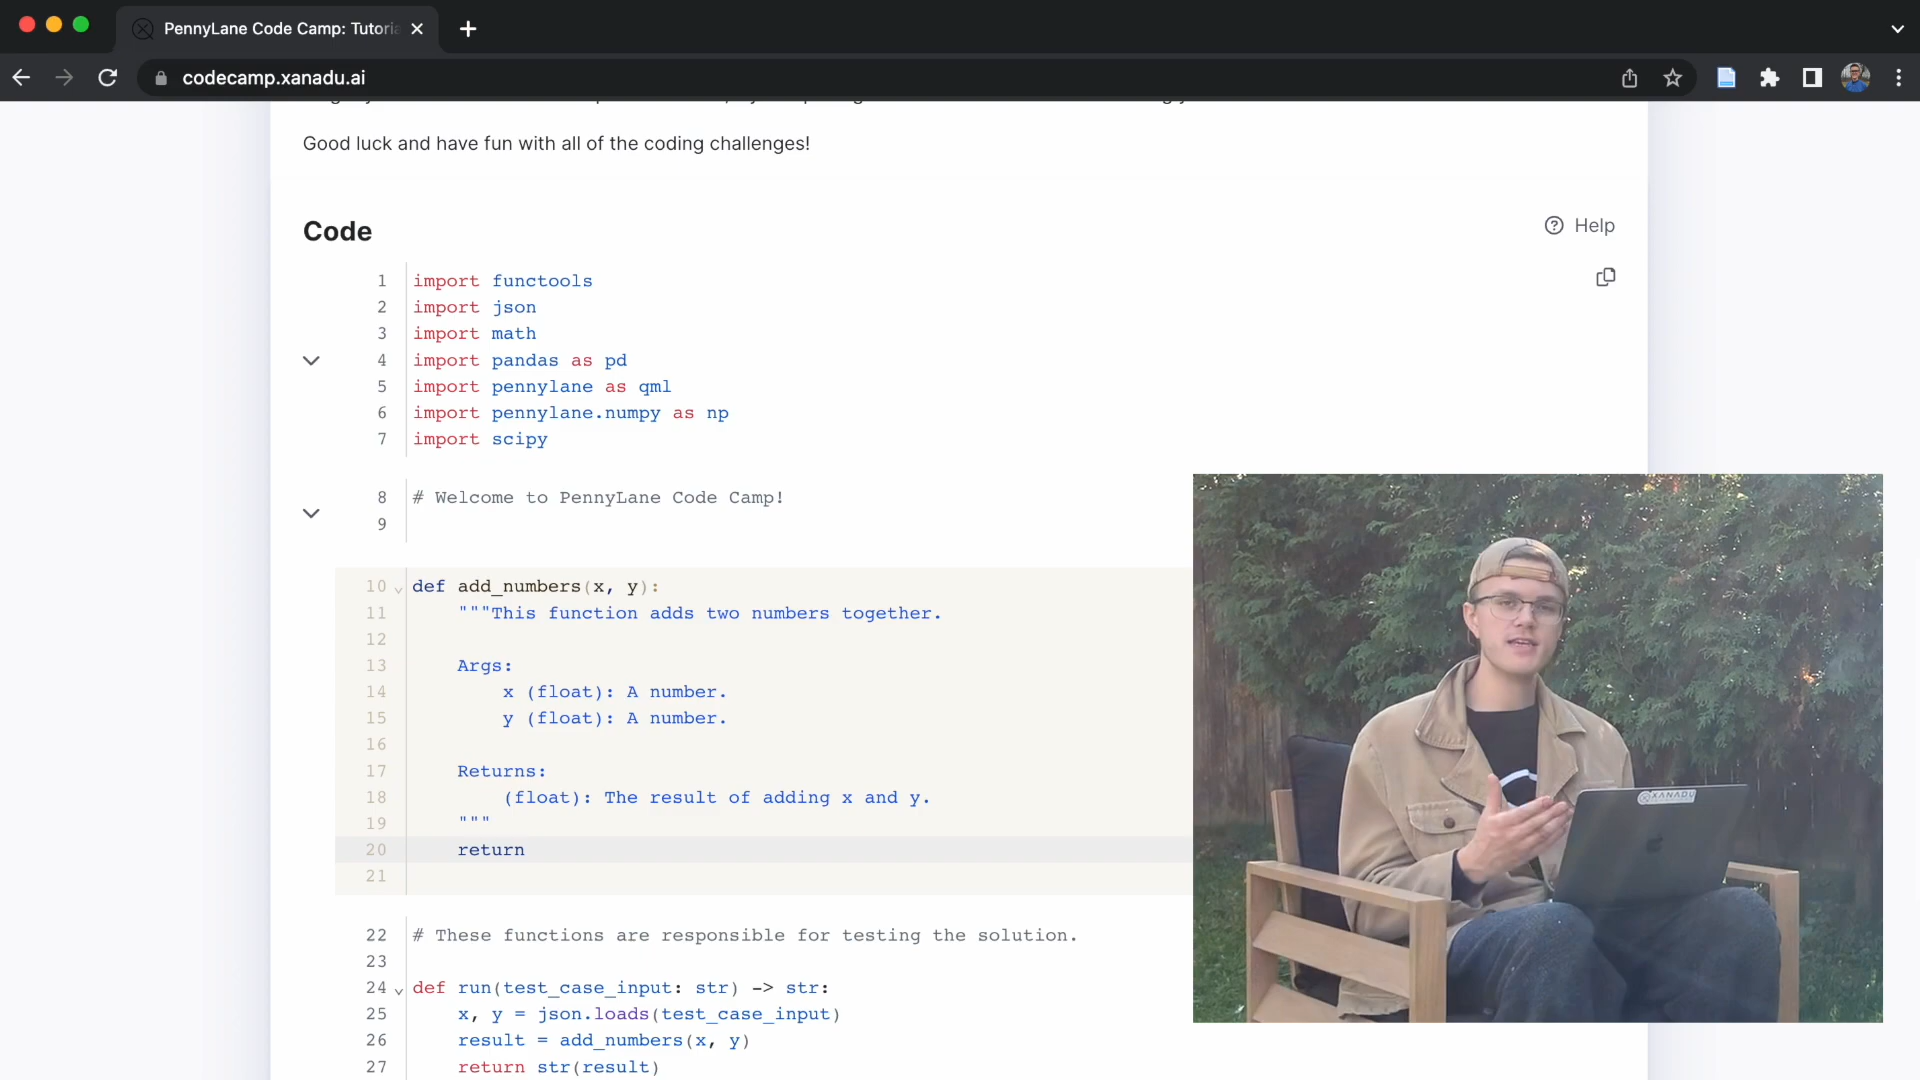 PennyLane Code Camp: Tutoria
codecamp.xanadu.ai
Good luck and have fun with all of the coding challenges!
Code
Help
1 import functools
2 import json
3 import math
4 import pandas as pd
5 import pennylane as qml
6 import pennylane.numpy as np
7 import scipy
8 # Welcome to PennyLane Code Camp!
9
10 def add_numbers(x, y):
11 """This function adds two numbers together.
12
13 Args:
14 x (float): A number.
15 y (float): A number.
16
17 Returns:
18 (float): The result of adding x and y.
19 """
20 return
21
22 # These functions are responsible for testing the solution.
23
24 def run(test_case_input: str) -> str:
25 x, y = json.loads(test_case_input)
26 result = add_numbers(x, y)
27 return str(result)
XANADU